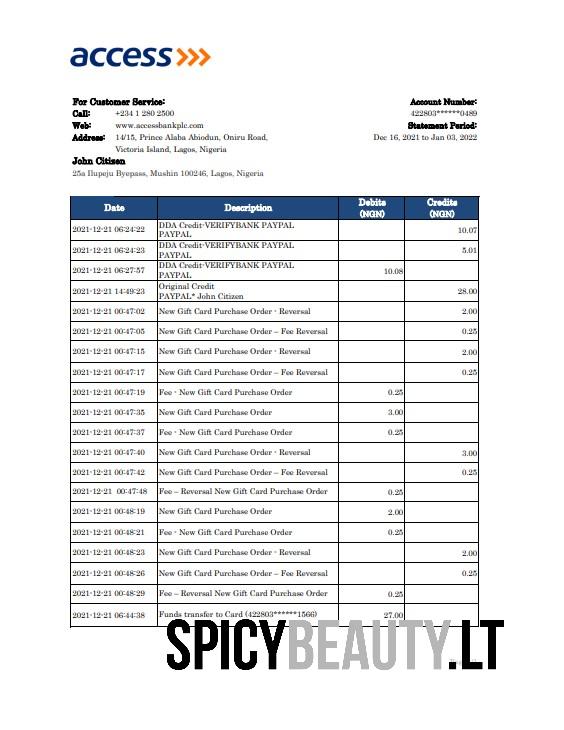 access
For Customer Service:
Account Number:
Call: +234 1 280 2500
422803******0489
Web: www.accessbankplc.com
Statement Period:
Address: 14/15, Prince Alaba Abiodun, Oniru Road,
Dec 16, 2021 to Jan 03, 2022
Victoria Island, Lagos, Nigeria
John Citizen
25a Ilupeju Byepass, Mushin 100246, Lagos, Nigeria
Date Description Debits (NGN) Credits (NGN)
2021-12-21 06:24:22 DDA Credit-VERIFYBANK PAYPAL
PAYPAL 10.07
2021-12-21 06:24:23 DDA Credit-VERIFYBANK PAYPAL
PAYPAL 5.01
2021-12-21 06:27:57 DDA Credit-VERIFYBANK PAYPAL
PAYPAL 10.08
2021-12-21 14:49:23 Original Credit
PAYPAL* John Citizen 28.00
2021-12-21 00:47:02 New Gift Card Purchase Order - Reversal 2.00
2021-12-21 00:47:05 New Gift Card Purchase Order – Fee Reversal 0.25
2021-12-21 00:47:15 New Gift Card Purchase Order - Reversal 2.00
2021-12-21 00:47:17 New Gift Card Purchase Order – Fee Reversal 0.25
2021-12-21 00:47:19 Fee - New Gift Card Purchase Order 0.25
2021-12-21 00:47:35 New Gift Card Purchase Order 3.00
2021-12-21 00:47:37 Fee - New Gift Card Purchase Order 0.25
2021-12-21 00:47:40 New Gift Card Purchase Order - Reversal 3.00
2021-12-21 00:47:42 New Gift Card Purchase Order – Fee Reversal 0.25
2021-12-21 00:47:48 Fee – Reversal New Gift Card Purchase Order 0.25
2021-12-21 00:48:19 New Gift Card Purchase Order 2.00
2021-12-21 00:48:21 Fee - New Gift Card Purchase Order 0.25
2021-12-21 00:48:23 New Gift Card Purchase Order - Reversal 2.00
2021-12-21 00:48:26 New Gift Card Purchase Order – Fee Reversal 0.25
2021-12-21 00:48:29 Fee – Reversal New Gift Card Purchase Order 0.25
2021-12-21 06:44:38 Funds transfer to Card (422803******1566) 27.00
SPICYBEAUTY.LT